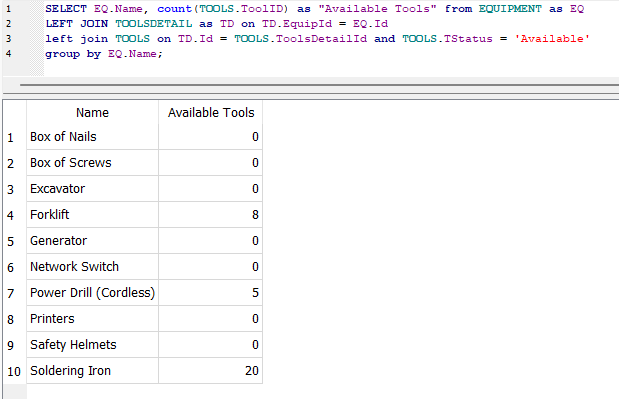 1 SELECT EQ.Name, count(TOOLS.ToolID) as "Available Tools" from EQUIPMENT as EQ
2 LEFT JOIN TOOLSDETAIL as TD on TD.EquipId = EQ.Id
3 left join TOOLS on TD.Id = TOOLS.ToolsDetailId and TOOLS.TStatus = 'Available'
4 group by EQ.Name;
Name Available Tools
1 Box of Nails 0
2 Box of Screws 0
3 Excavator 0
4 Forklift 8
5 Generator 0
6 Network Switch 0
7 Power Drill (Cordless) 5
8 Printers 0
9 Safety Helmets 0
10 Soldering Iron 20